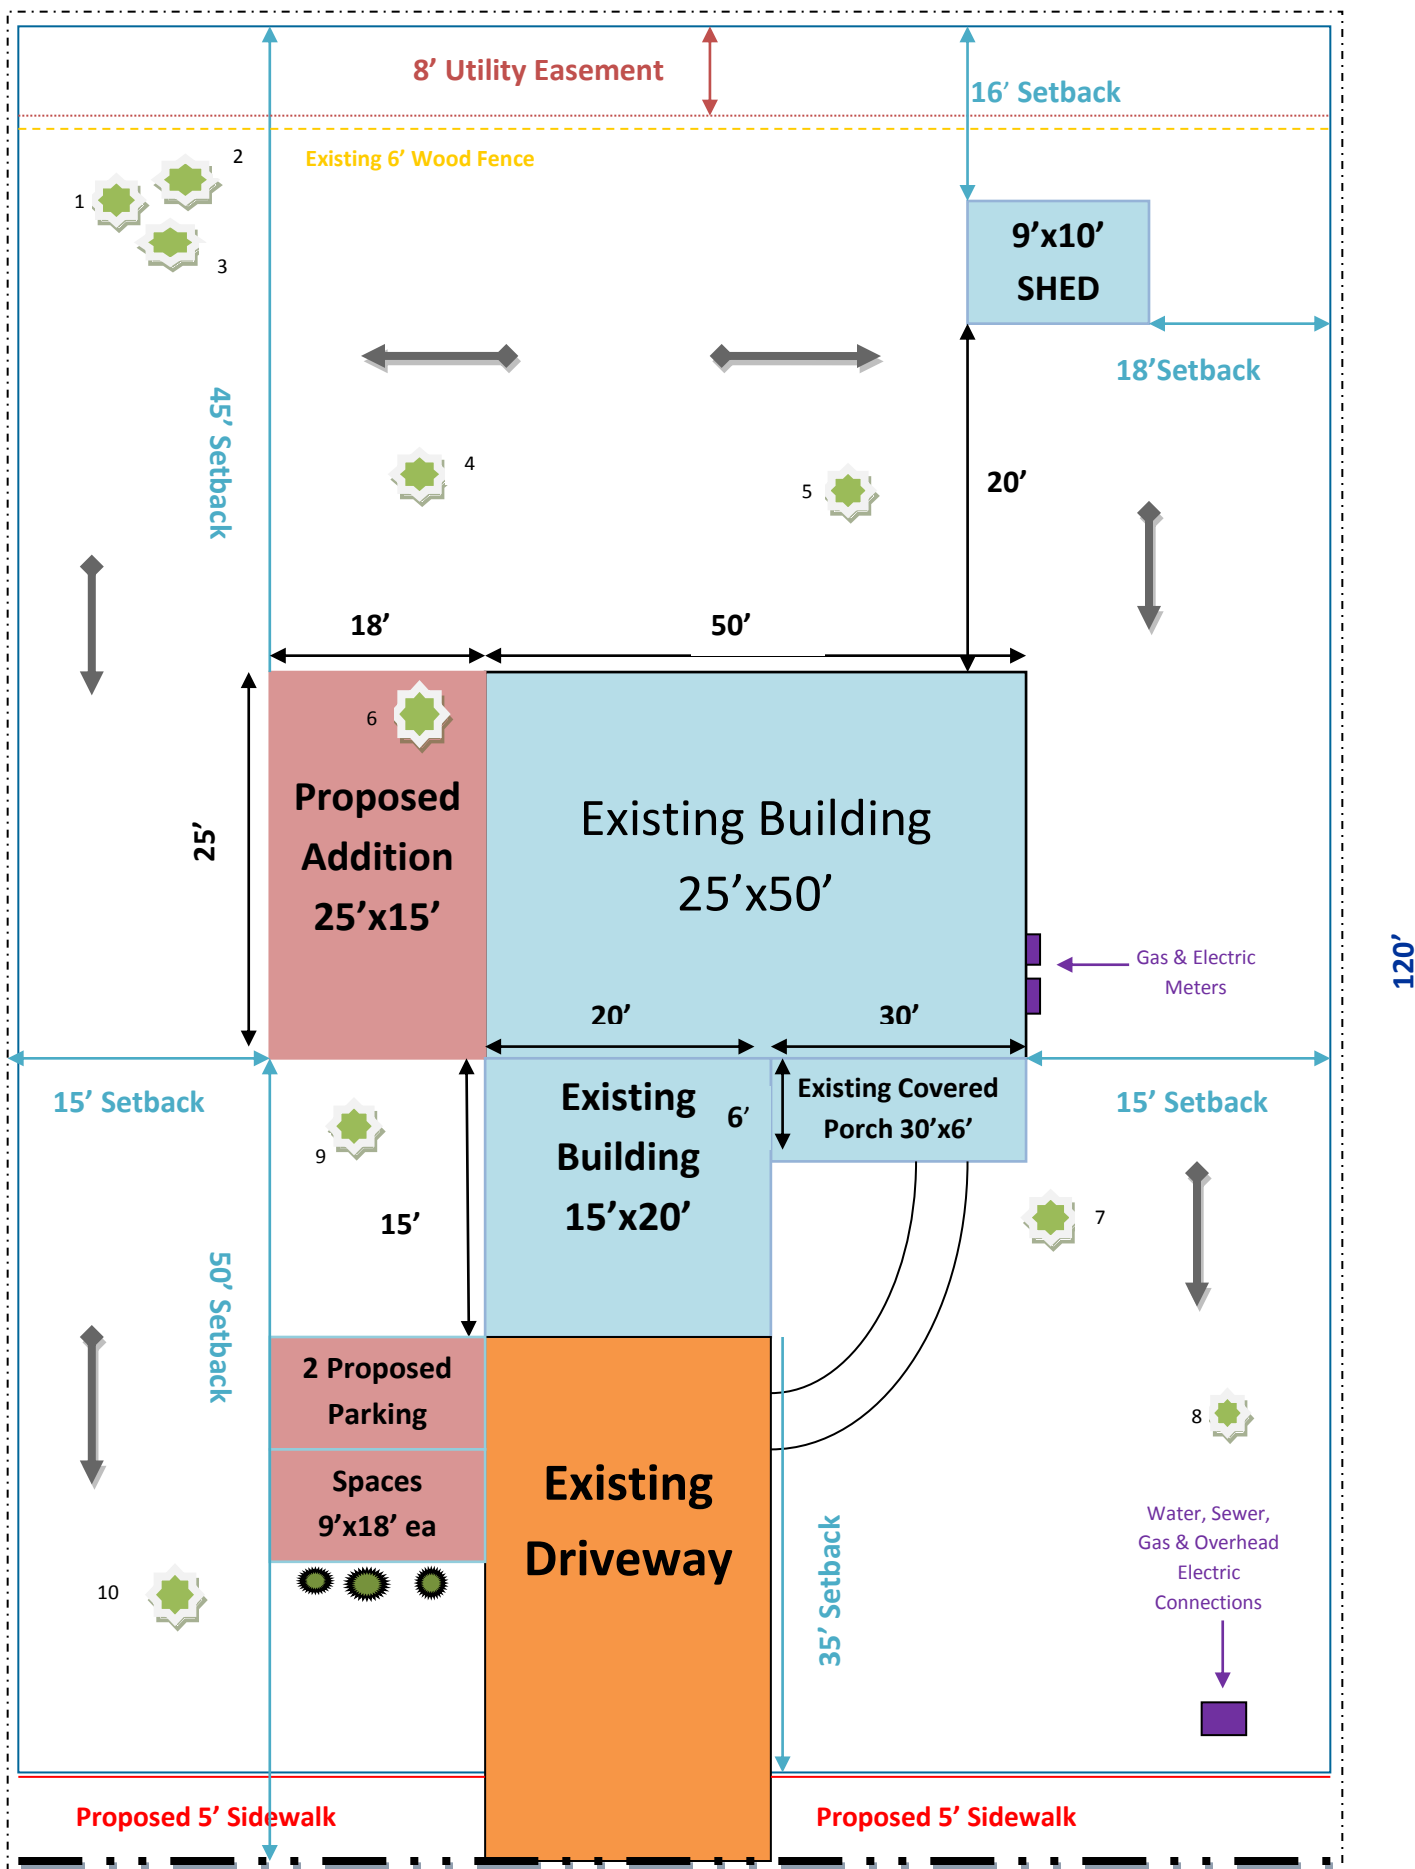 8’ Utility Easement
16’ Setback
Existing 6’ Wood Fence
2
1
3
9’x10’
SHED
18’Setback
45’ Setback
4
5
20’
18’
50’
6
Proposed
Addition
25’x15’
25’
Existing Building
25’x50’
Gas & Electric
Meters
120’
20’
30’
15’ Setback
Existing
Building
15’x20’
6’
Existing Covered
Porch 30’x6’
15’ Setback
9
15’
7
50’ Setback
2 Proposed
Parking
Spaces
9’x18’ ea
Existing
Driveway
8
35’ Setback
Water, Sewer,
Gas & Overhead
Electric
Connections
10
Proposed 5’ Sidewalk
Proposed 5’ Sidewalk